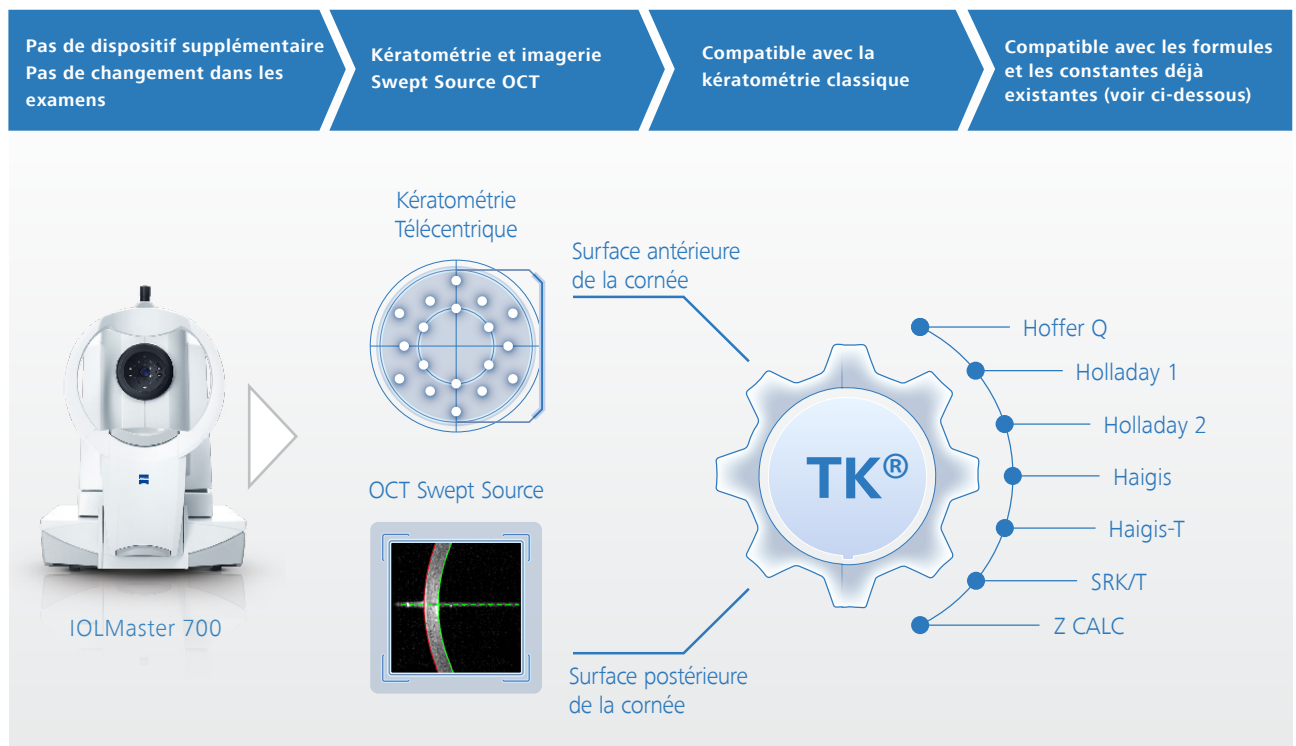 Pas de dispositif supplémentaire
Pas de changement dans les
examens
Kératométrie et imagerie
Swept Source OCT
Compatible avec la
kératométrie classique
Compatible avec les formules
et les constantes déjà
existantes (voir ci-dessous)
Kératométrie
Télécentrique
Surface antérieure
de la cornée
OCT Swept Source
Surface postérieure
de la cornée
IOLMaster 700
TK®
Hoffer Q
Holladay 1
Holladay 2
Haigis
Haigis-T
SRK/T
Z CALC